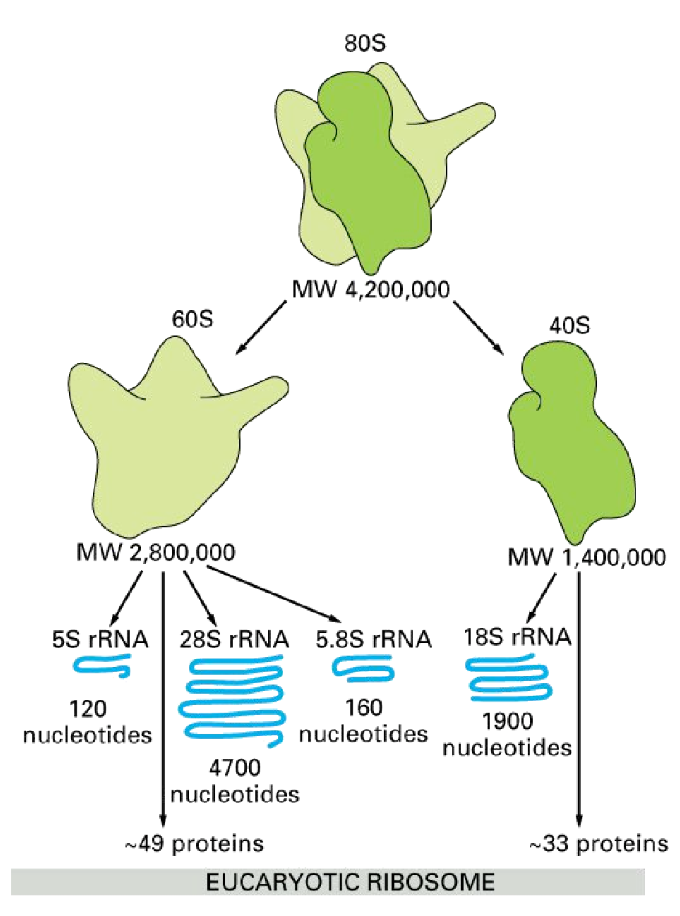 80S
MW 4,200,000
60S
40S
MW 2,800,000
MW 1,400,000
5S rRNA
28S rRNA
5.8S rRNA
18S rRNA
120
nucleotides
4700
nucleotides
160
nucleotides
1900
nucleotides
~49 proteins
~33 proteins
EUCARYOTIC RIBOSOME